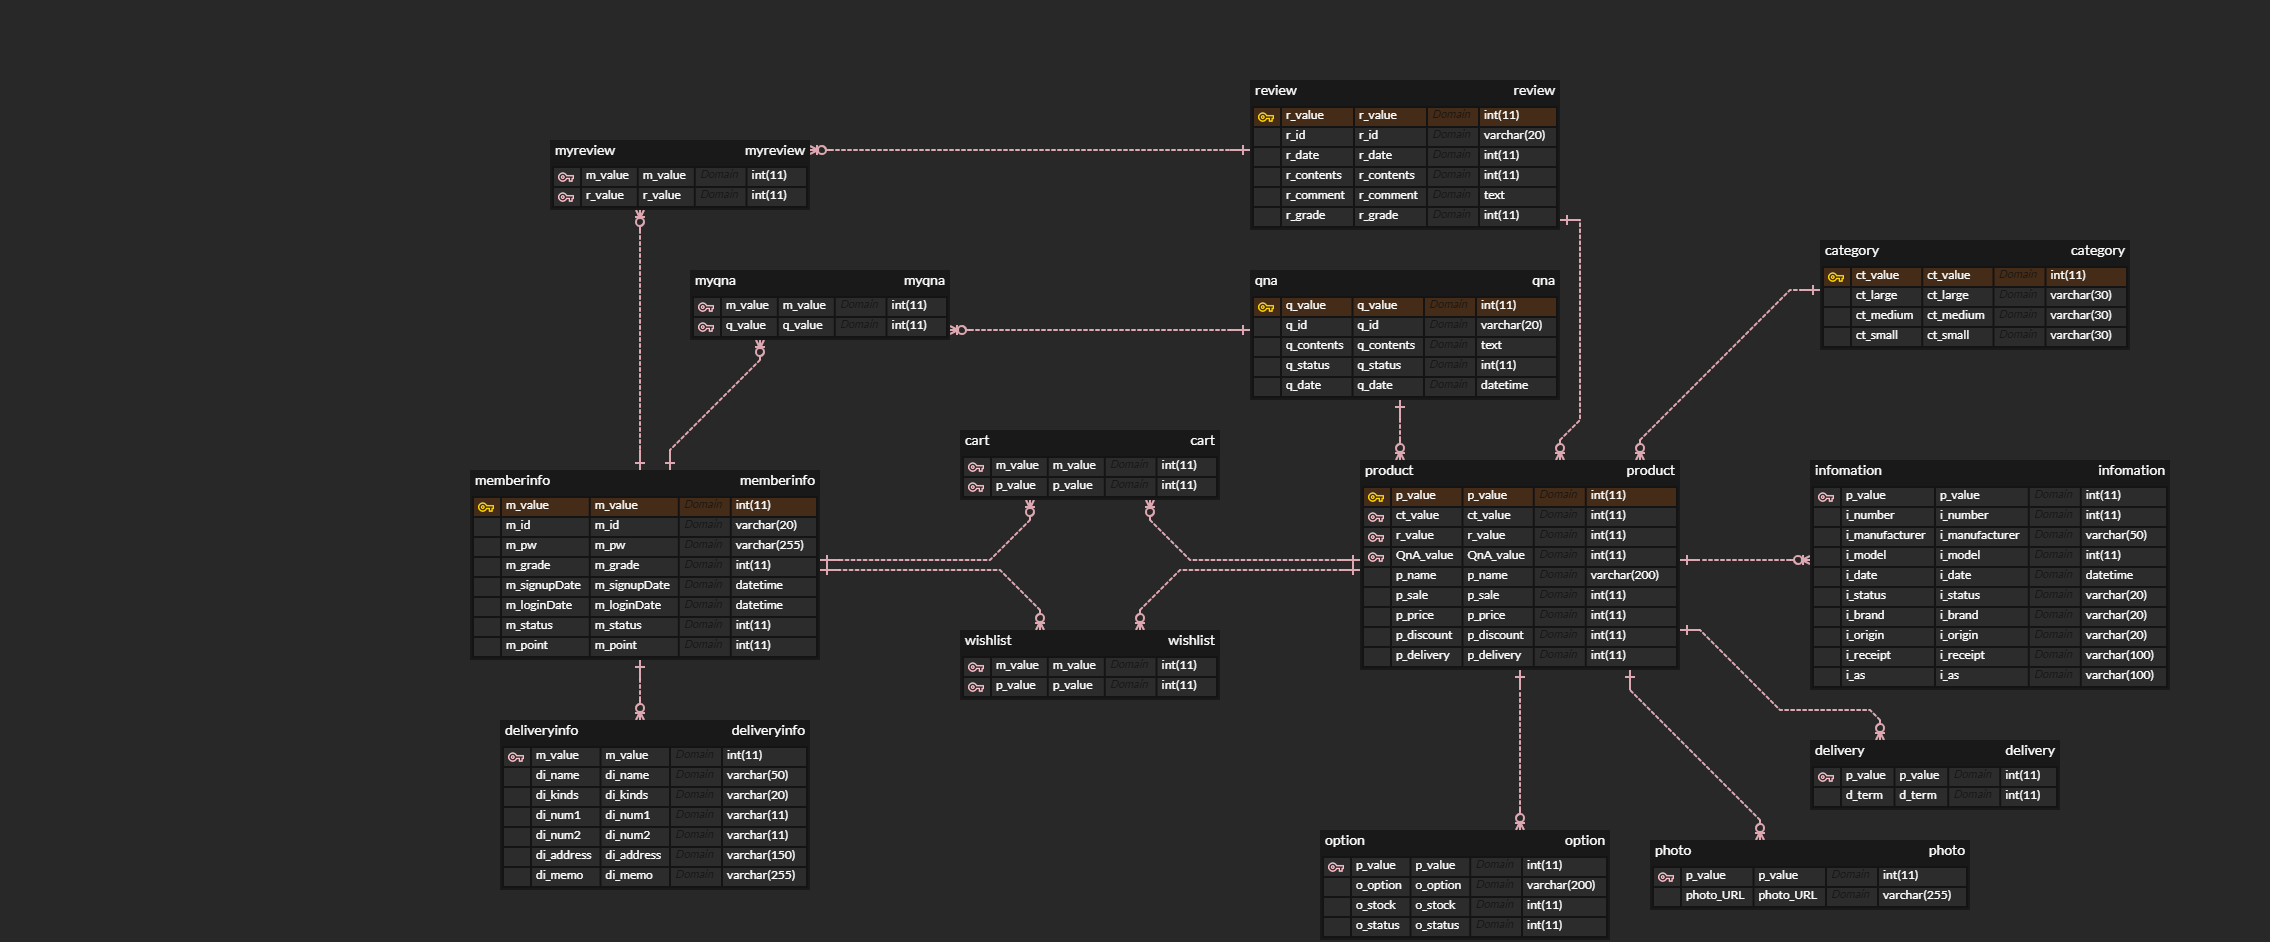 review review
r_value r_value Domain int(11)
r_id r_id Domain varchar(20)
r_date r_date Domain int(11)
r_contents r_contents Domain int(11)
r_comment r_comment Domain text
r_grade r_grade Domain int(11)
myreview myreview
m_value m_value Domain int(11)
r_value r_value Domain int(11)
category category
ct_value ct_value Domain int(11)
ct_large ct_large Domain varchar(30)
ct_medium ct_medium Domain varchar(30)
ct_small ct_small Domain varchar(30)
myqna myqna
m_value m_value Domain int(11)
q_value q_value Domain int(11)
qna qna
q_value q_value Domain int(11)
q_id q_id Domain varchar(20)
q_contents q_contents Domain text
q_status q_status Domain int(11)
q_date q_date Domain datetime
cart cart
m_value m_value Domain int(11)
p_value p_value Domain int(11)
memberinfo memberinfo
m_value m_value Domain int(11)
m_id m_id Domain varchar(20)
m_pw m_pw Domain varchar(255)
m_grade m_grade Domain int(11)
m_signupDate m_signupDate Domain datetime
m_loginDate m_loginDate Domain datetime
m_status m_status Domain int(11)
m_point m_point Domain int(11)
product product
p_value p_value Domain int(11)
ct_value ct_value Domain int(11)
r_value r_value Domain int(11)
QnA_value QnA_value Domain int(11)
p_name p_name Domain varchar(200)
p_sale p_sale Domain int(11)
p_price p_price Domain int(11)
p_discount p_discount Domain int(11)
p_delivery p_delivery Domain int(11)
infomation infomation
p_value p_value Domain int(11)
i_number i_number Domain int(11)
i_manufacturer i_manufacturer Domain varchar(50)
i_model i_model Domain int(11)
i_date i_date Domain datetime
i_status i_status Domain varchar(20)
i_brand i_brand Domain varchar(20)
i_origin i_origin Domain varchar(20)
i_receipt i_receipt Domain varchar(100)
i_as i_as Domain varchar(100)
wishlist wishlist
m_value m_value Domain int(11)
p_value p_value Domain int(11)
deliveryinfo deliveryinfo
m_value m_value Domain int(11)
di_name di_name Domain varchar(50)
di_kinds di_kinds Domain varchar(20)
di_num1 di_num1 Domain varchar(11)
di_num2 di_num2 Domain varchar(11)
di_address di_address Domain varchar(150)
di_memo di_memo Domain varchar(255)
delivery delivery
p_value p_value Domain int(11)
d_term d_term Domain int(11)
option option
p_value p_value Domain int(11)
o_option o_option Domain varchar(200)
o_stock o_stock Domain int(11)
o_status o_status Domain int(11)
photo photo
p_value p_value Domain int(11)
photo_URL photo_URL Domain varchar(255)